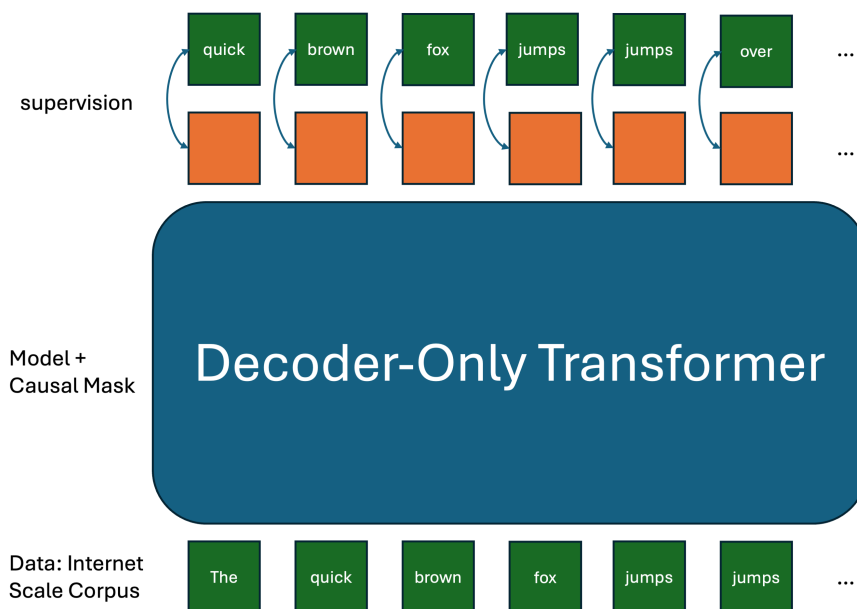 quick brown fox jumps jumps over ...
supervision
...
Model +
Causal Mask
Decoder-Only Transformer
Data: Internet
Scale Corpus
The quick brown fox jumps jumps ...